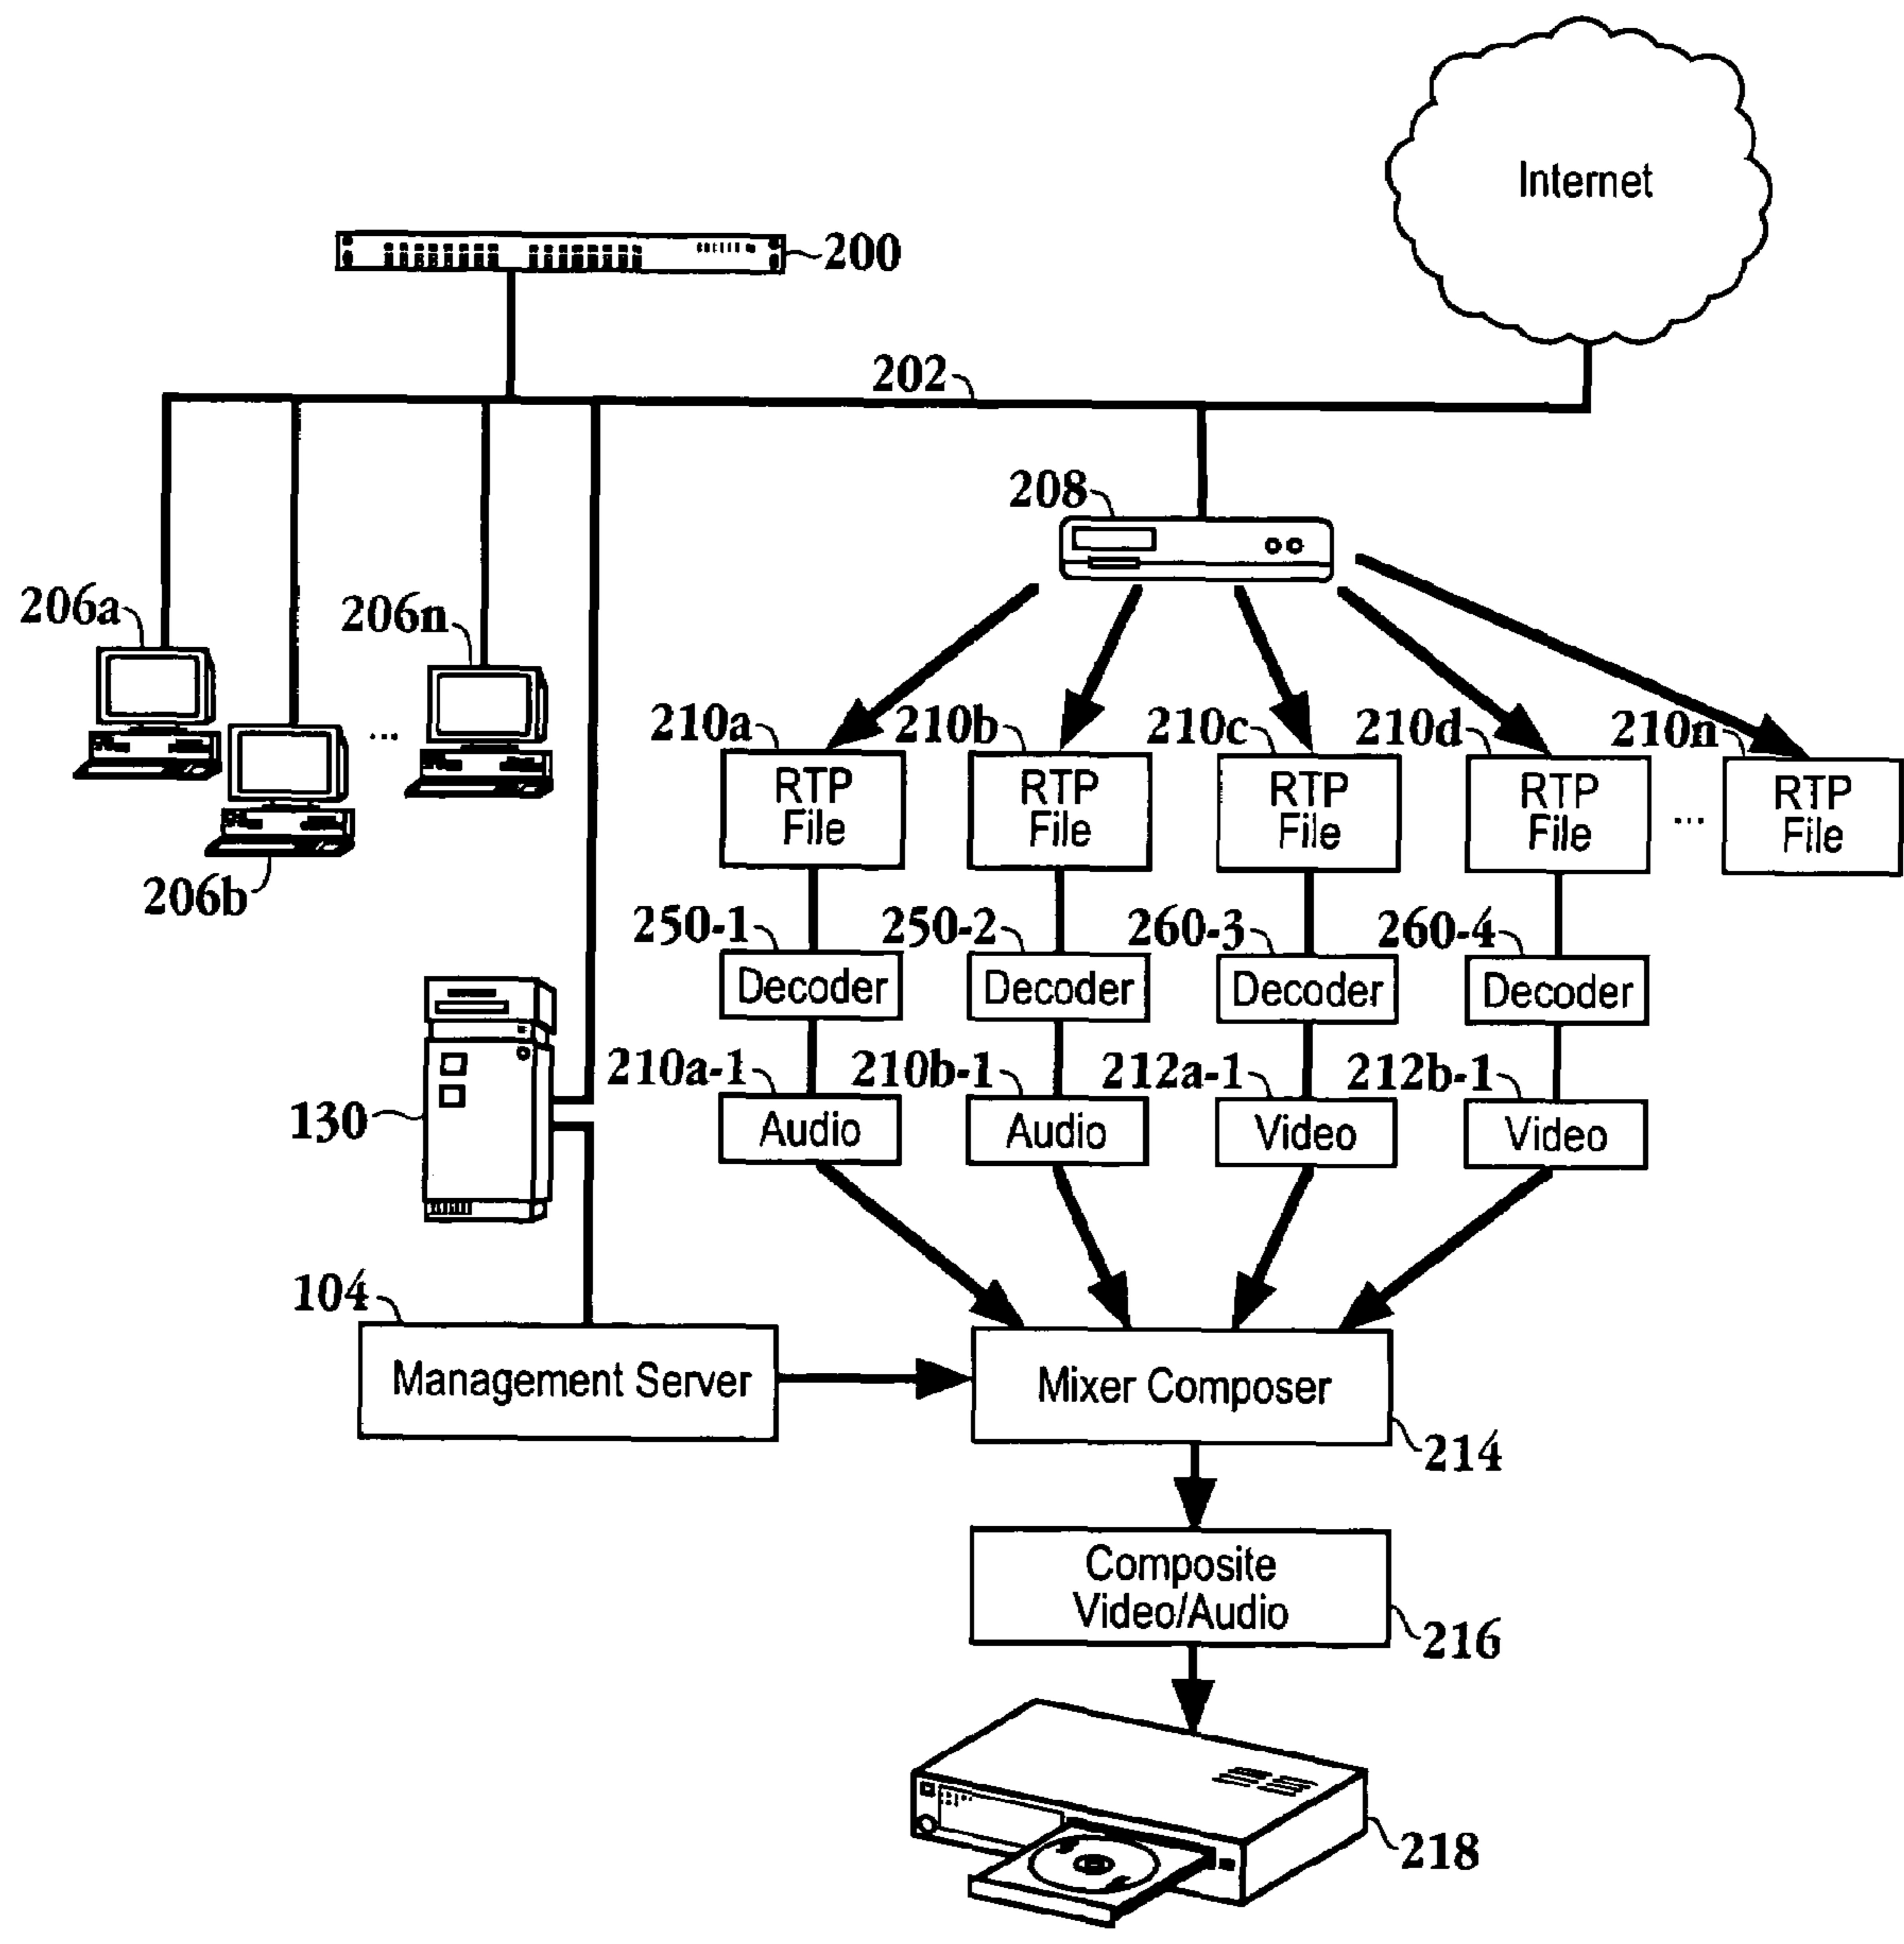 Internet
200
202
208
206a
206n
...
206b
210a
210b
210c
210d
210n
RTP
File
RTP
File
RTP
File
RTP
File
...
RTP
File
250-1
250-2
260-3
260-4
Decoder
Decoder
Decoder
Decoder
210a-1
210b-1
212a-1
212b-1
130
Audio
Audio
Video
Video
104
Management Server
Mixer Composer
214
Composite
Video/Audio
216
218